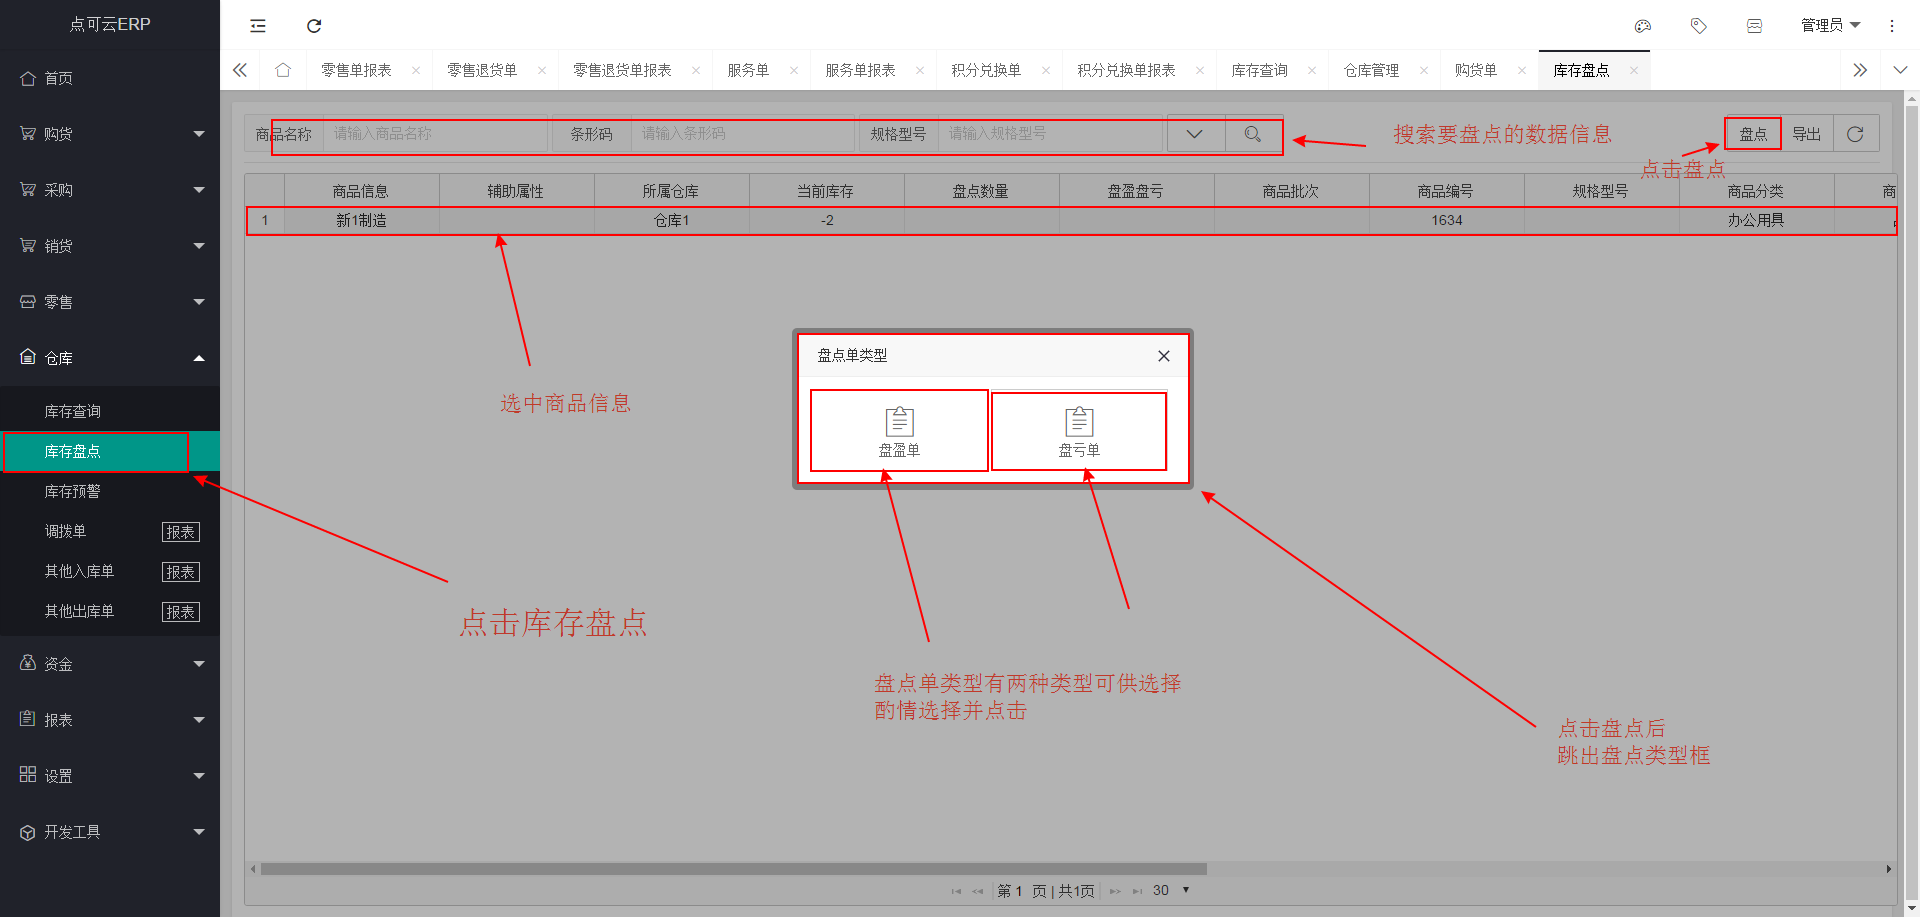 点可云ERP
管理员
首页
购货
采购
销货
零售
仓库
库存查询
库存盘点
库存预警
调拨单 报表
其他入库单 报表
其他出库单 报表
资金
报表
设置
开发工具
零售单报表 零售退货单 零售退货单报表 服务单 服务单报表 积分兑换单 积分兑换单报表 库存查询 仓库管理 购货单 库存盘点
商品名称 请输入商品名称 条形码 请输入条形码 规格型号 请输入规格型号
搜索要盘点的数据信息
盘点 导出
点击盘点
商品信息 辅助属性 所属仓库 当前库存 盘点数量 盘盈盘亏 商品批次 商品编号 规格型号 商品分类 商
1 新1制造 仓库1 -2 1634 办公用具
选中商品信息
盘点单类型
盘盈单 盘亏单
点击库存盘点
盘点单类型有两种类型可供选择
酌情选择并点击
点击盘点后
跳出盘点类型框
第 1 页 | 共1页 30